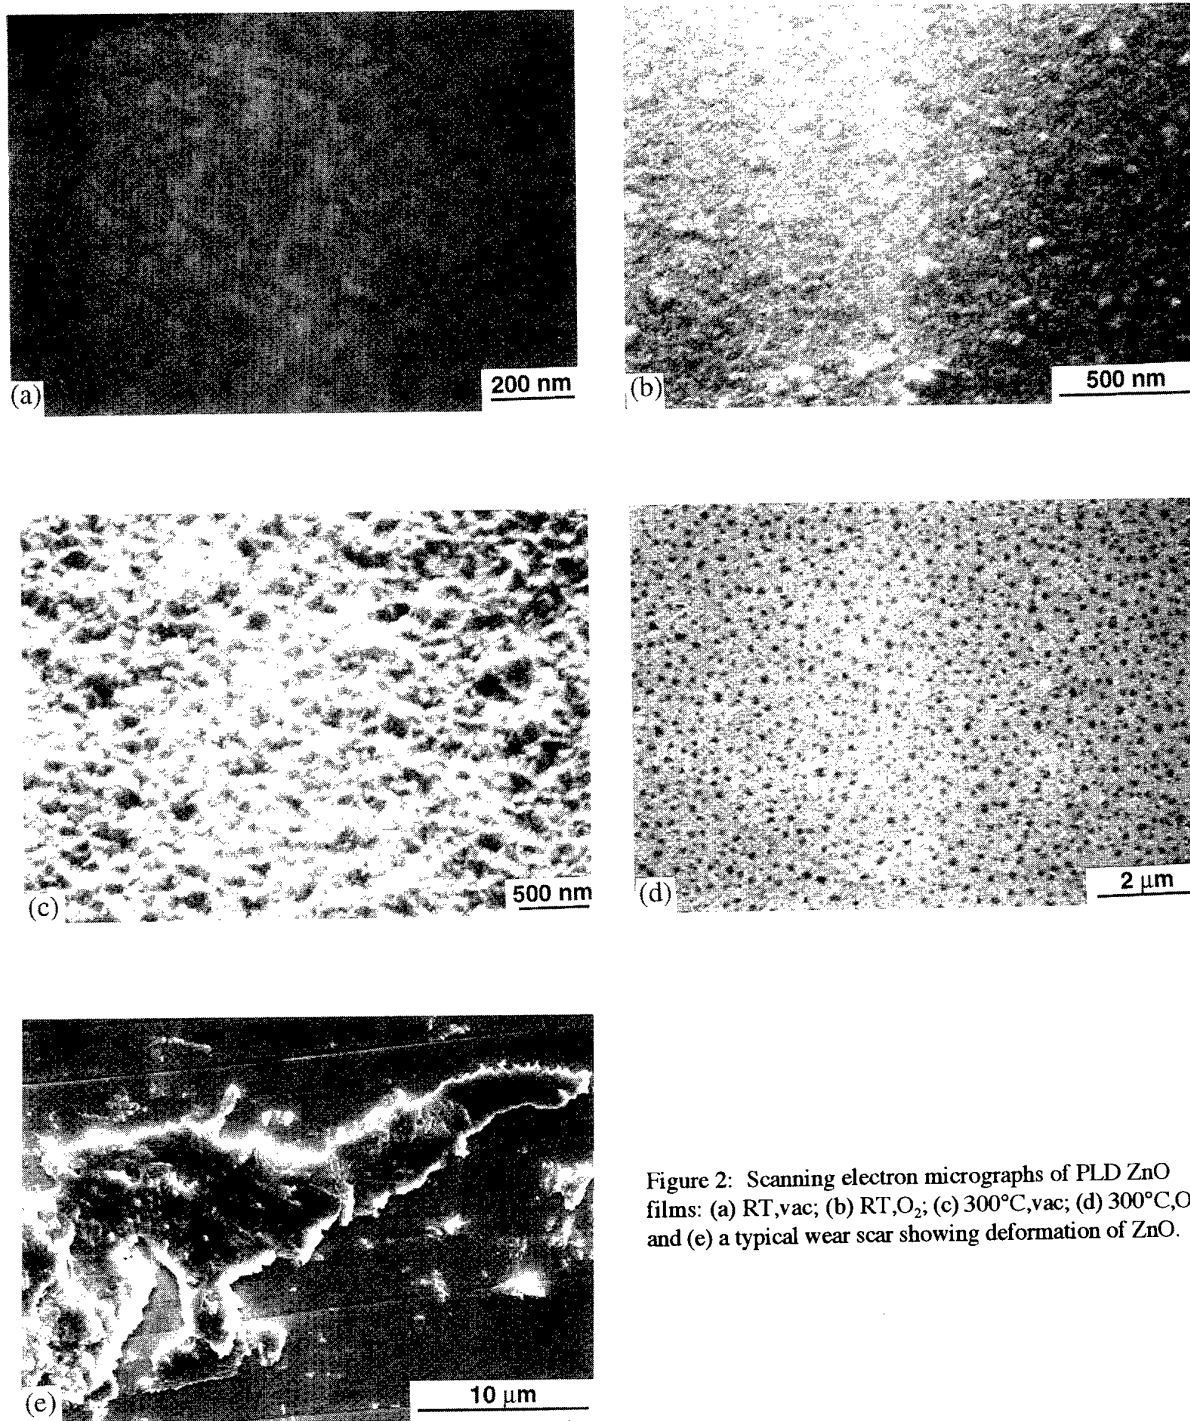 (a)
200 nm
(b)
500 nm
(c)
500 nm
(d)
2 μm
(e)
10 μm
Figure 2: Scanning electron micrographs of PLD ZnO
films: (a) RT,vac; (b) RT,O₂; (c) 300°C,vac; (d) 300°C,O
and (e) a typical wear scar showing deformation of ZnO.